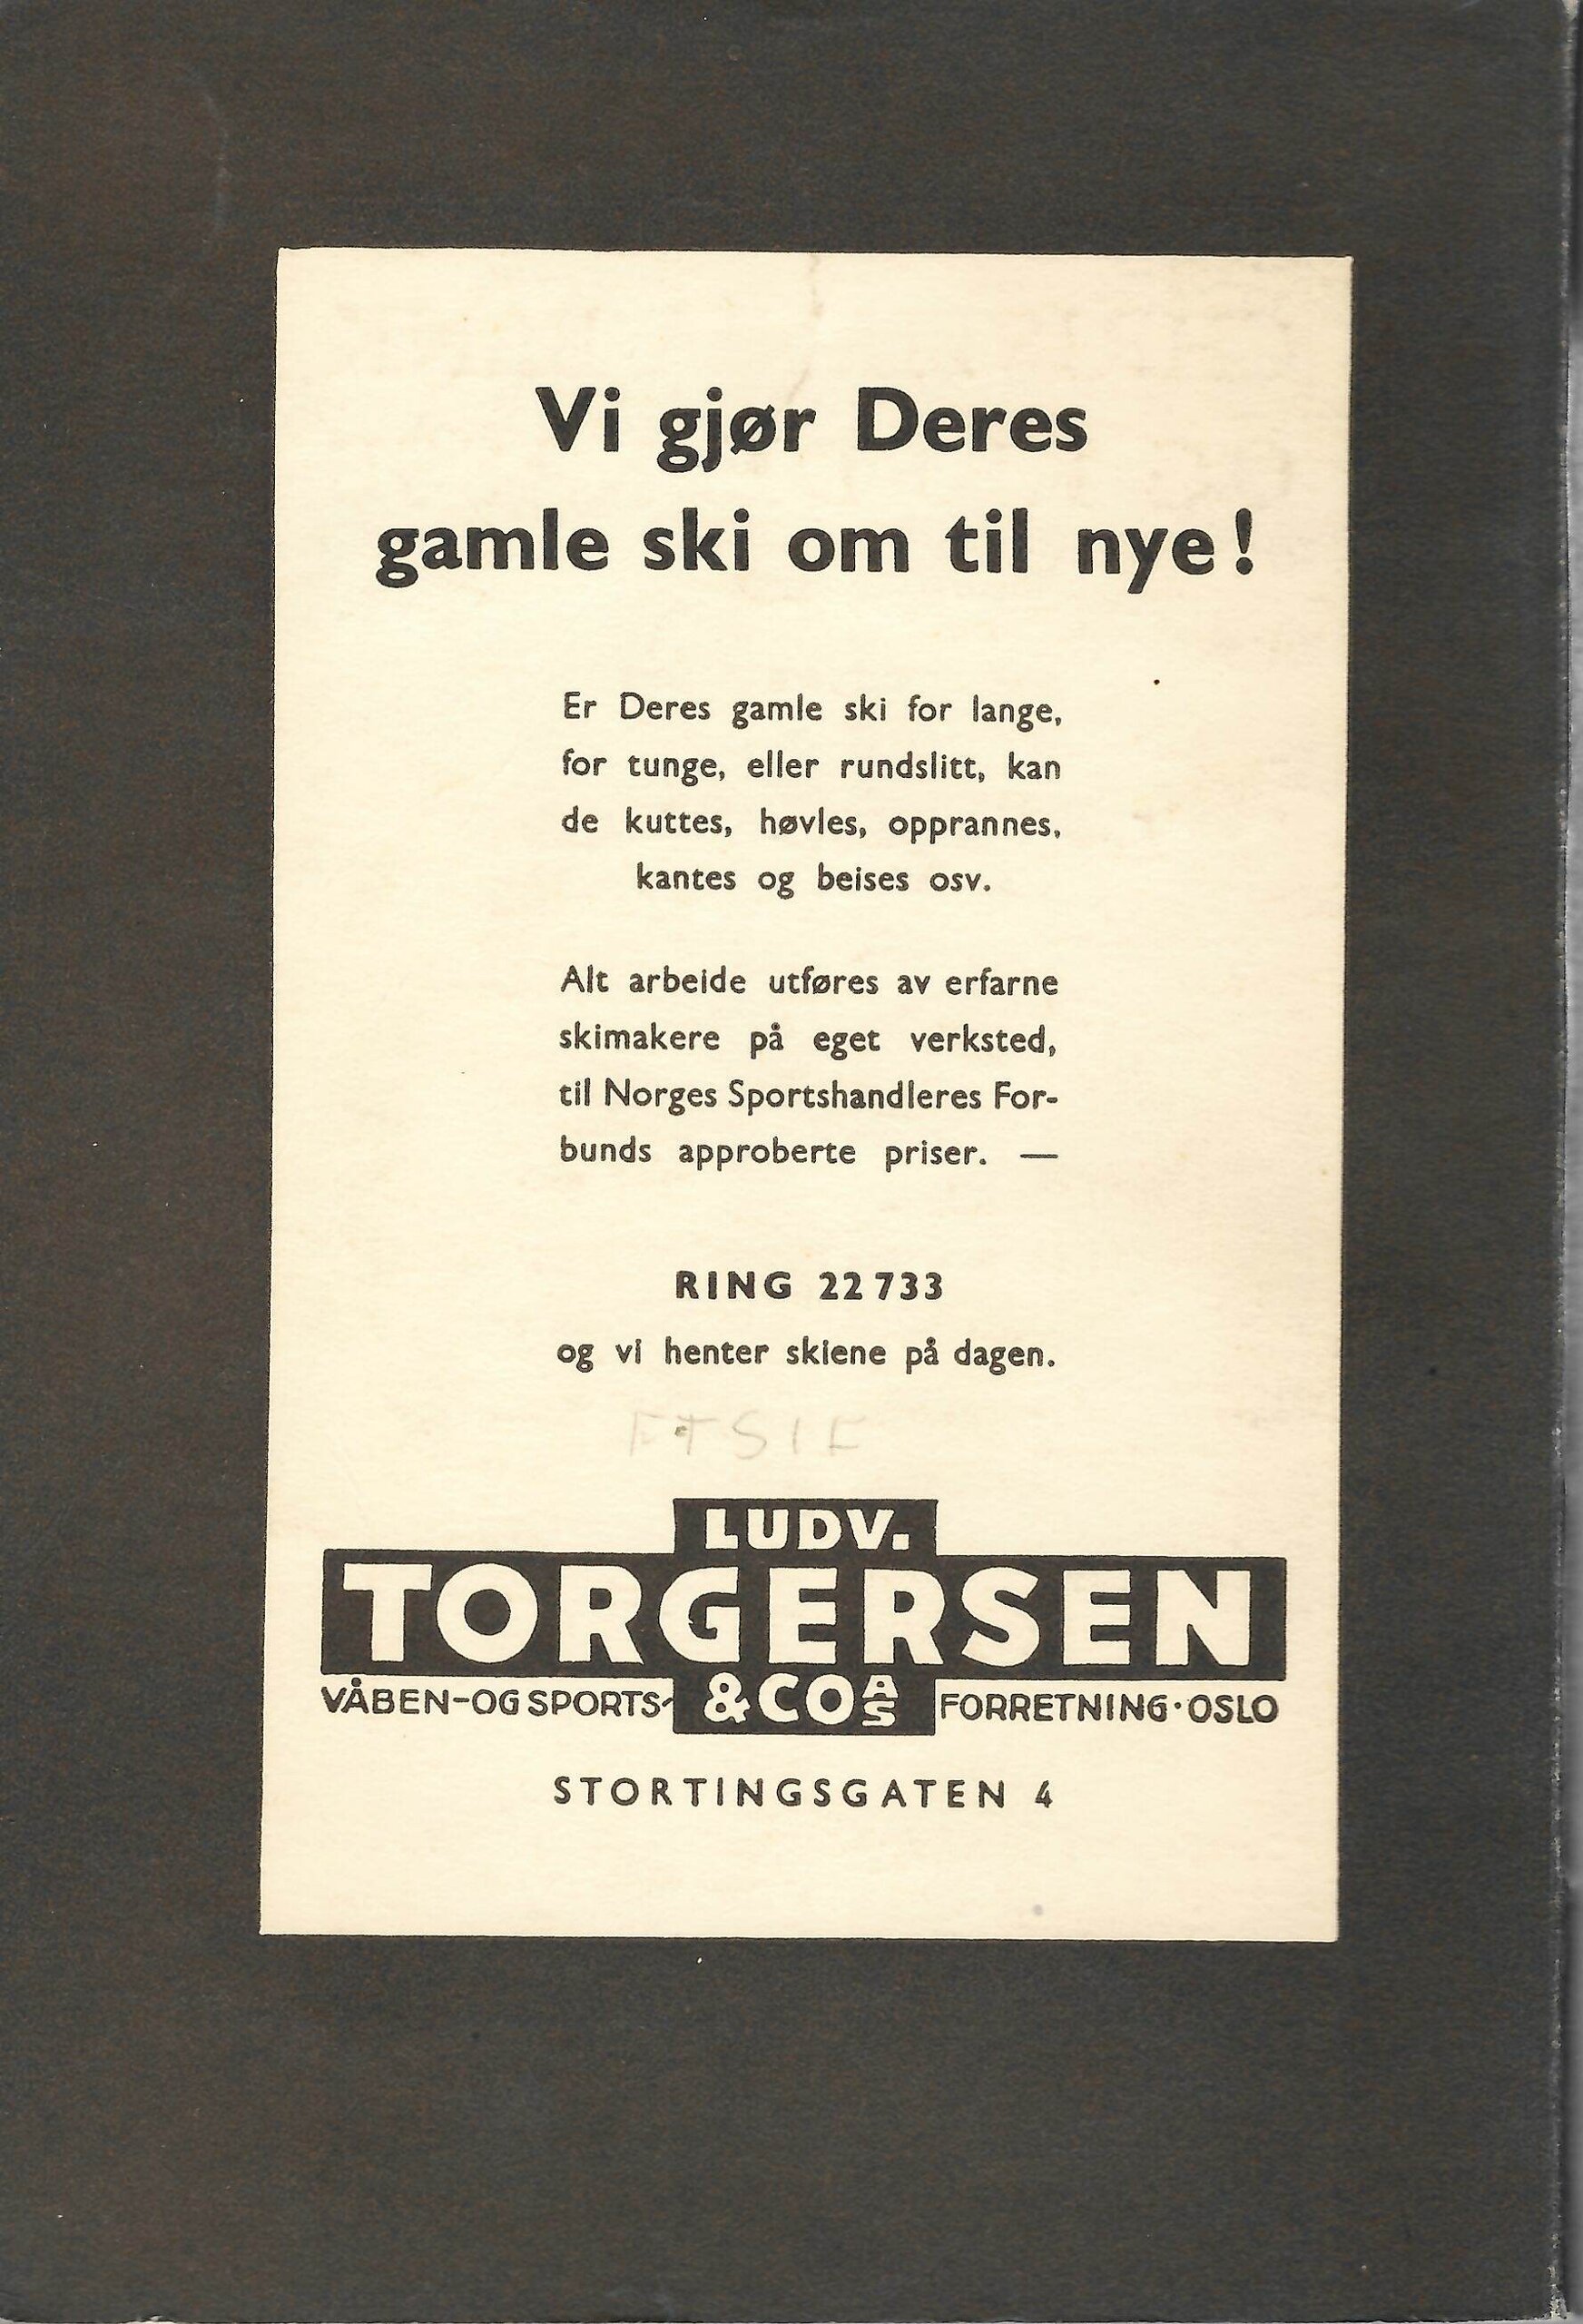 Vi gjør Deres
gamle ski om til nye!
Er Deres gamle ski for lange,
for tunge, eller rundslitt, kan
de kuttes, høvles, opprannes,
kantes og beises osv.
Alt arbeide utføres av erfarne
skimakere på eget verksted,
til Norges Sportshandleres For-
bunds approberte priser. —
RING 22733
og vi henter skiene på dagen.
LUDV.
TORGERSEN
VÅBEN-OG SPORTS- & CO A/S FORRETNING · OSLO
STORTINGSGATEN 4